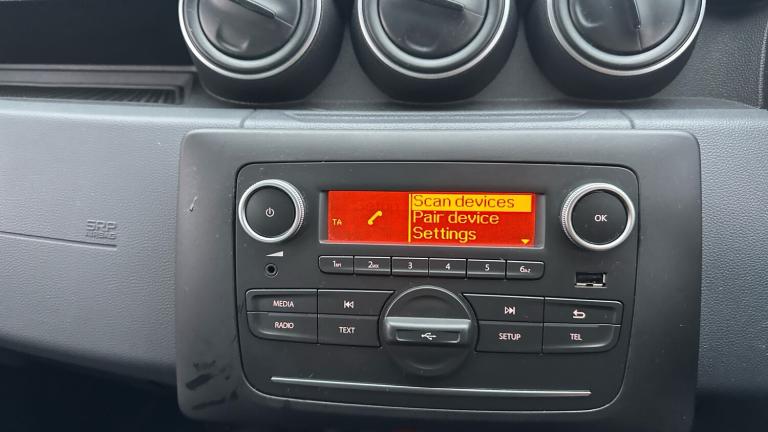 Scan devices
TA
Pair device
Settings
OK
SRP
AIRBAG
1 2 3 4 5 6
MEDIA
RADIO
TEXT
SETUP
TEL